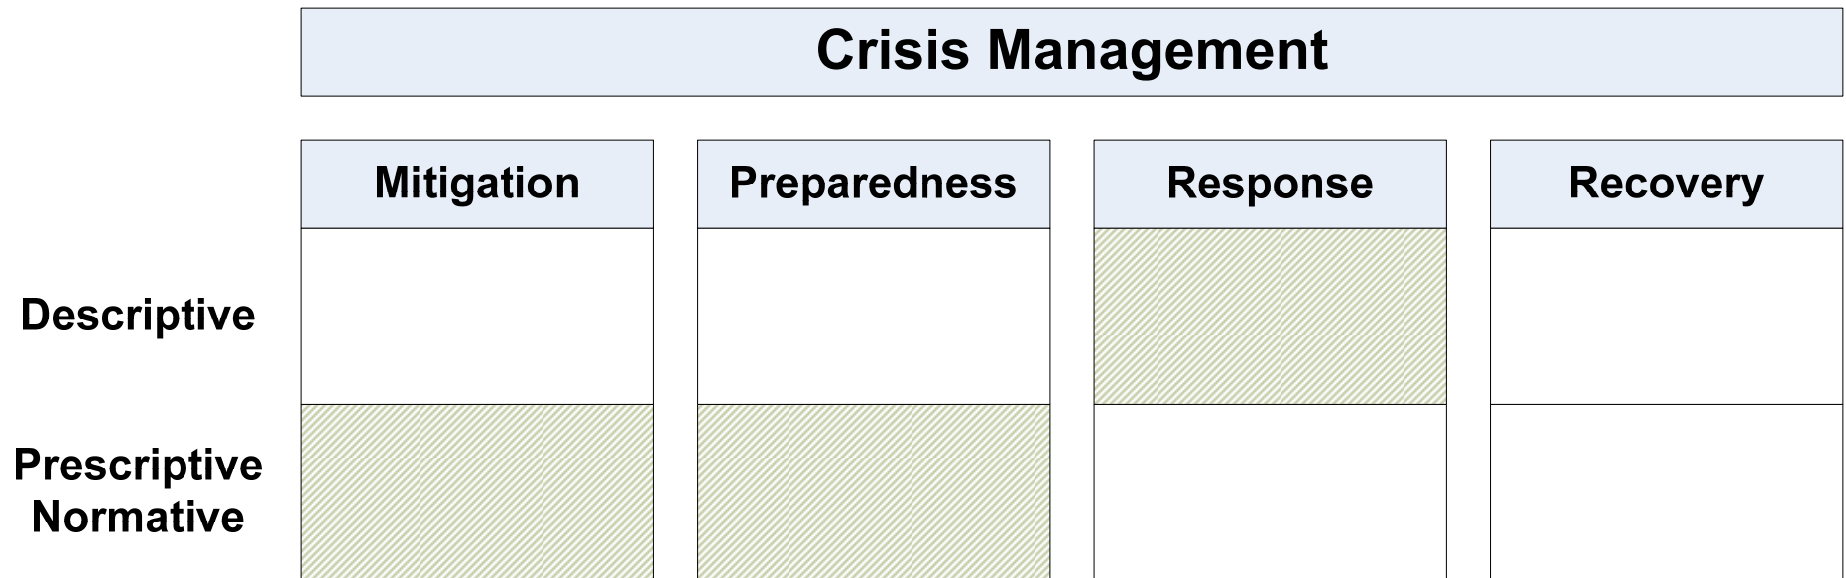 Crisis Management
Mitigation
Preparedness
Response
Recovery
Descriptive
Prescriptive
Normative